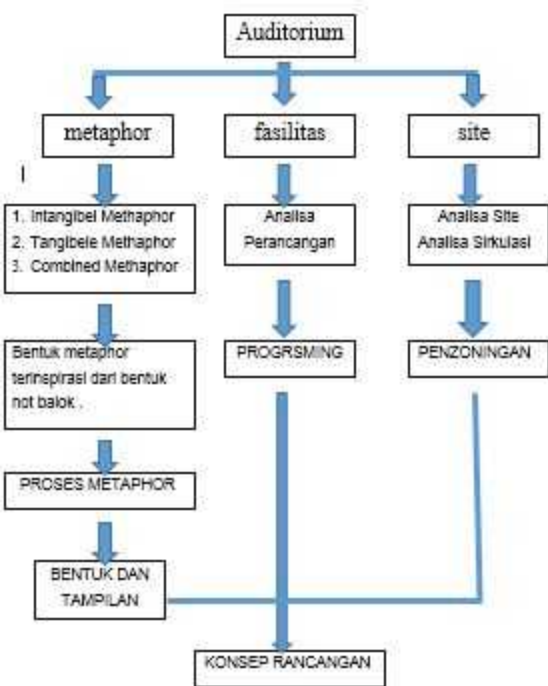 Auditorium
metaphor
fasilitas
site
1. Intangibel Methaphor
2. Tangibele Methaphor
3. Combined Methaphor
Analisa
Perancangan
Analisa Site
Analisa Sirkulasi
Bentuk metaphor
terinspirasi dari bentuk
not balok .
PROGRSMING
PENZONINGAN
PROSES METAPHOR
BENTUK DAN
TAMPILAN
KONSEP RANCANGAN